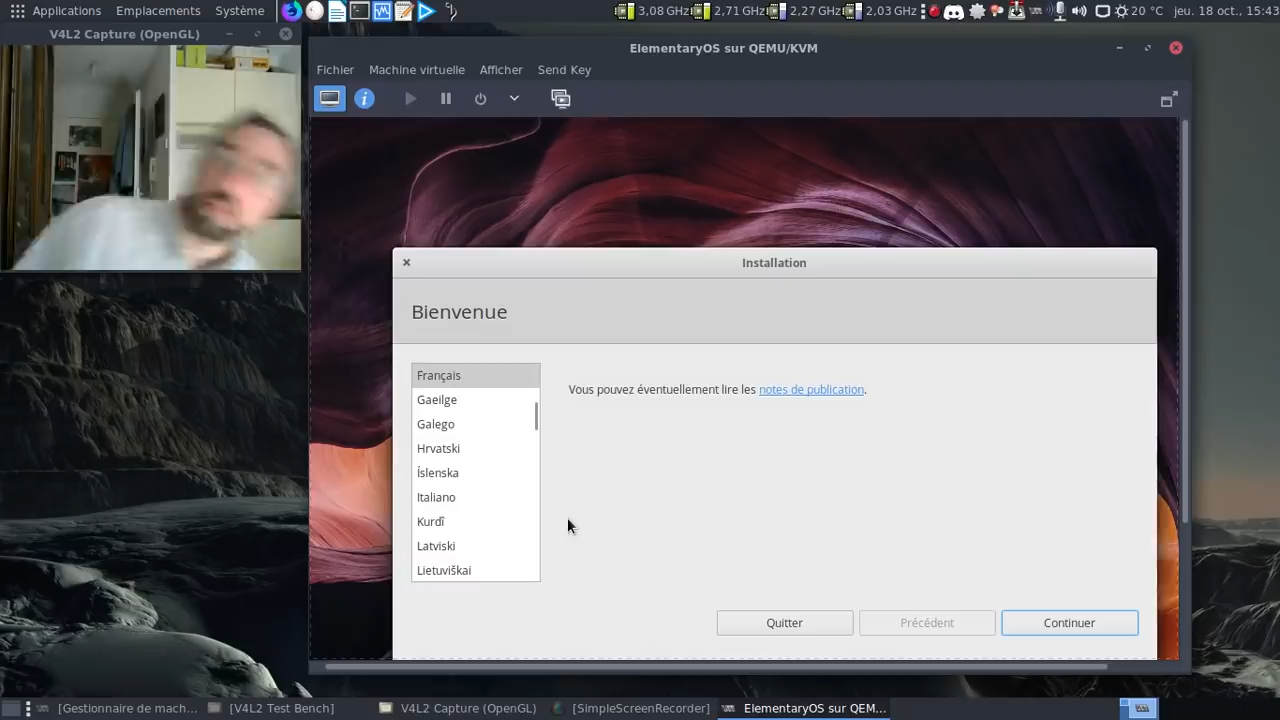 Applications Emplacements Système 3,08 GHz 2,71 GHz 2,27 GHz 2,03 GHz 20 °C jeu. 18 oct., 15:43
V4L2 Capture (OpenGL)
ElementaryOS sur QEMU/KVM
Fichier Machine virtuelle Afficher Send Key
Installation
Bienvenue
Français
Gaeilge
Galego
Hrvatski
Íslenska
Italiano
Kurdî
Latviski
Lietuviškai
Vous pouvez éventuellement lire les notes de publication.
Quitter Précédent Continuer
[Gestionnaire de mach... [V4L2 Test Bench] V4L2 Capture (OpenGL) [SimpleScreenRecorder] ElementaryOS sur QEM...